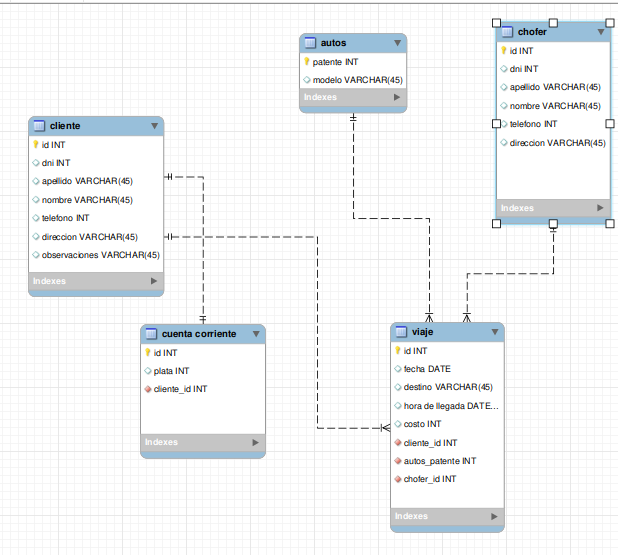 autos
patente INT
modelo VARCHAR(45)
Indexes
chofer
id INT
dni INT
apellido VARCHAR(45)
nombre VARCHAR(45)
telefono INT
direccion VARCHAR(45)
Indexes
cliente
id INT
dni INT
apellido VARCHAR(45)
nombre VARCHAR(45)
telefono INT
direccion VARCHAR(45)
observaciones VARCHAR(45)
Indexes
cuenta corriente
id INT
plata INT
cliente_id INT
Indexes
viaje
id INT
fecha DATE
destino VARCHAR(45)
hora de llegada DATE...
costo INT
cliente_id INT
autos_patente INT
chofer_id INT
Indexes